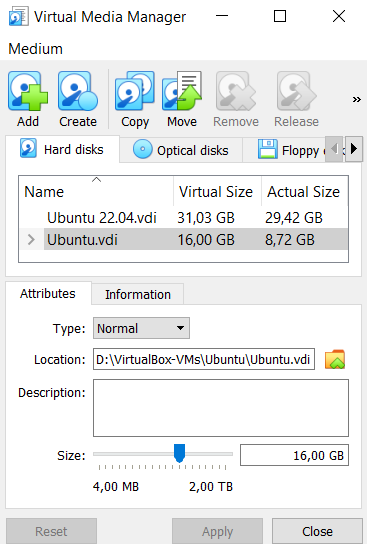 Virtual Media Manager
Medium
Add Create Copy Move Remove Release »
Hard disks Optical disks Floppy
Name Virtual Size Actual Size
Ubuntu 22.04.vdi 31,03 GB 29,42 GB
Ubuntu.vdi 16,00 GB 8,72 GB
Attributes Information
Type: Normal
Location: D:\VirtualBox-VMs\Ubuntu\Ubuntu.vdi
Description:
Size: 16,00 GB
4,00 MB 2,00 TB
Reset Apply Close